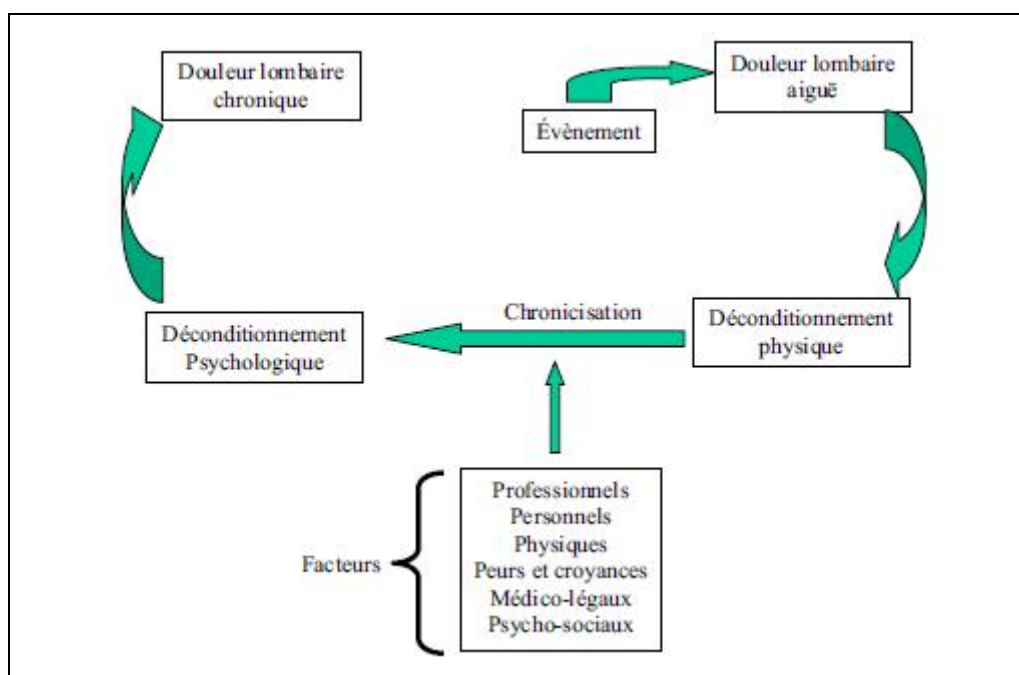 Douleur lombaire
chronique
Douleur lombaire
aiguë
Évènement
Chronicisation
Déconditionnement
Psychologique
Déconditionnement
physique
Facteurs
Professionnels
Personnels
Physiques
Peurs et croyances
Médico-légaux
Psycho-sociaux